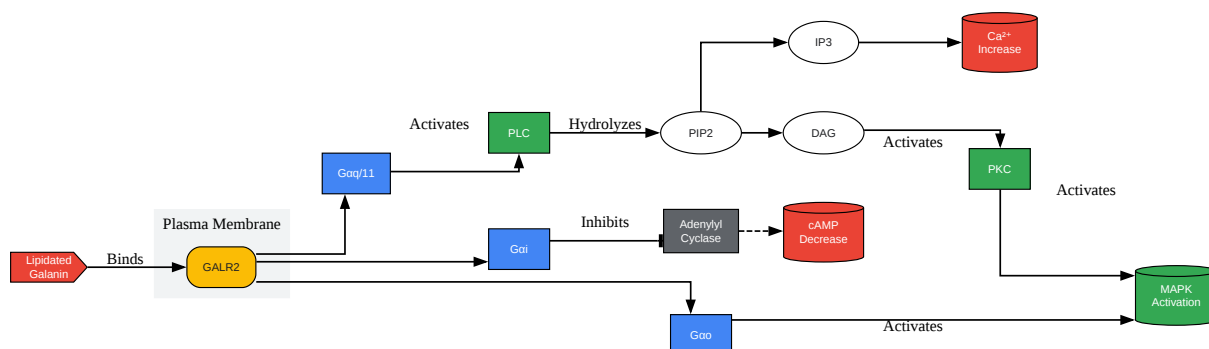 IP3
Ca²⁺
Increase
Activates
PLC
Hydrolyzes
PIP2
DAG
Activates
Gαq/11
PKC
Activates
Plasma Membrane
Inhibits
Adenylyl
Cyclase
cAMP
Decrease
Lipidated
Galanin
Binds
GALR2
Gαi
MAPK
Activation
Gαo
Activates